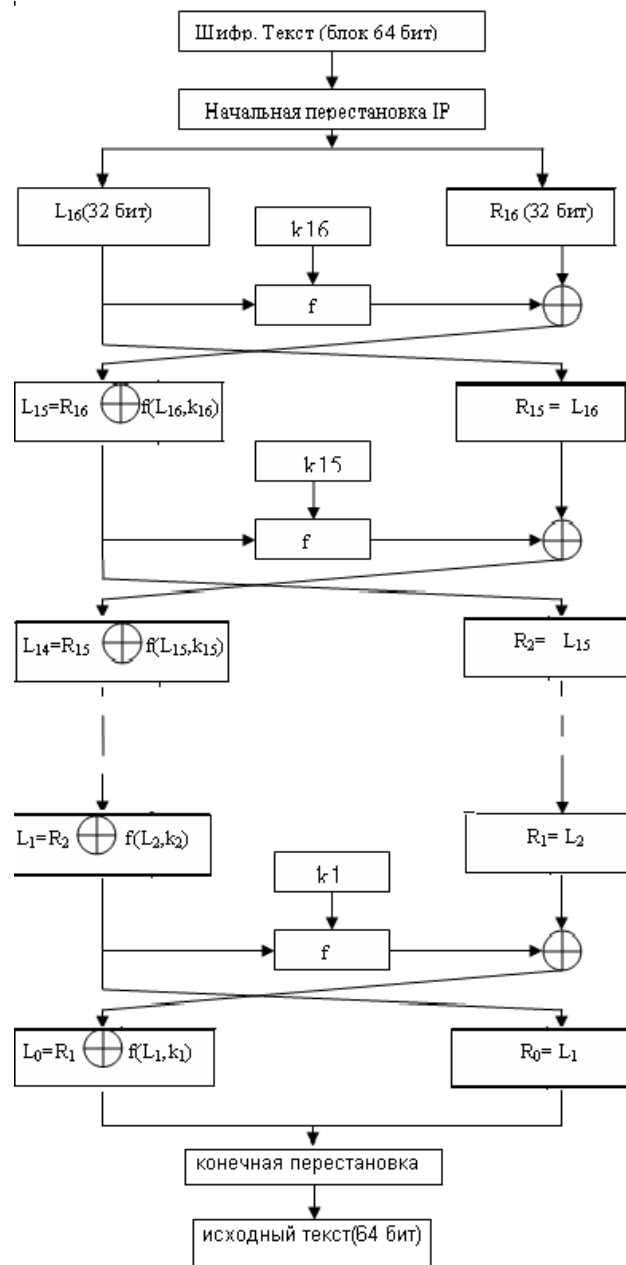 Шифр. Текст (блок 64 бит)
Начальная перестановка IP
L₁₆(32 бит)
k16
R₁₆ (32 бит)
f
L₁₅=R₁₆ ⊕ f(L₁₆,k₁₆)
R₁₅ = L₁₆
k15
f
L₁₄=R₁₅ ⊕ f(L₁₅,k₁₅)
R₂= L₁₅
L₁=R₂ ⊕ f(L₂,k₂)
R₁= L₂
k1
f
L₀=R₁ ⊕ f(L₁,k₁)
R₀= L₁
конечная перестановка
исходный текст(64 бит)